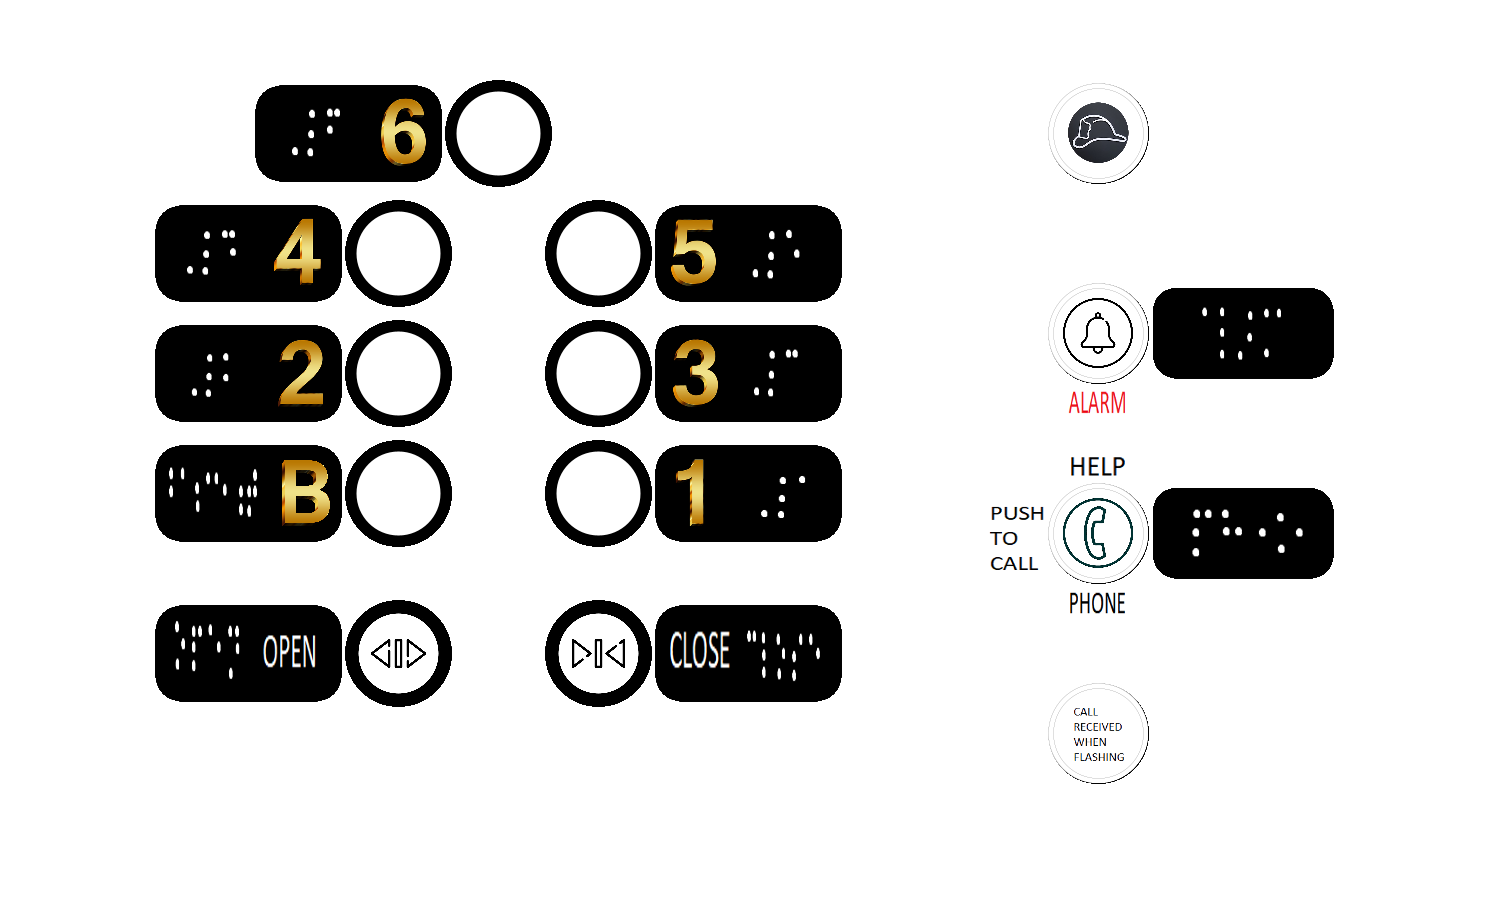 6
4
5
2
3
B
1
OPEN
CLOSE
ALARM
HELP
PUSH
TO
CALL
PHONE
CALL
RECEIVED
WHEN
FLASHING